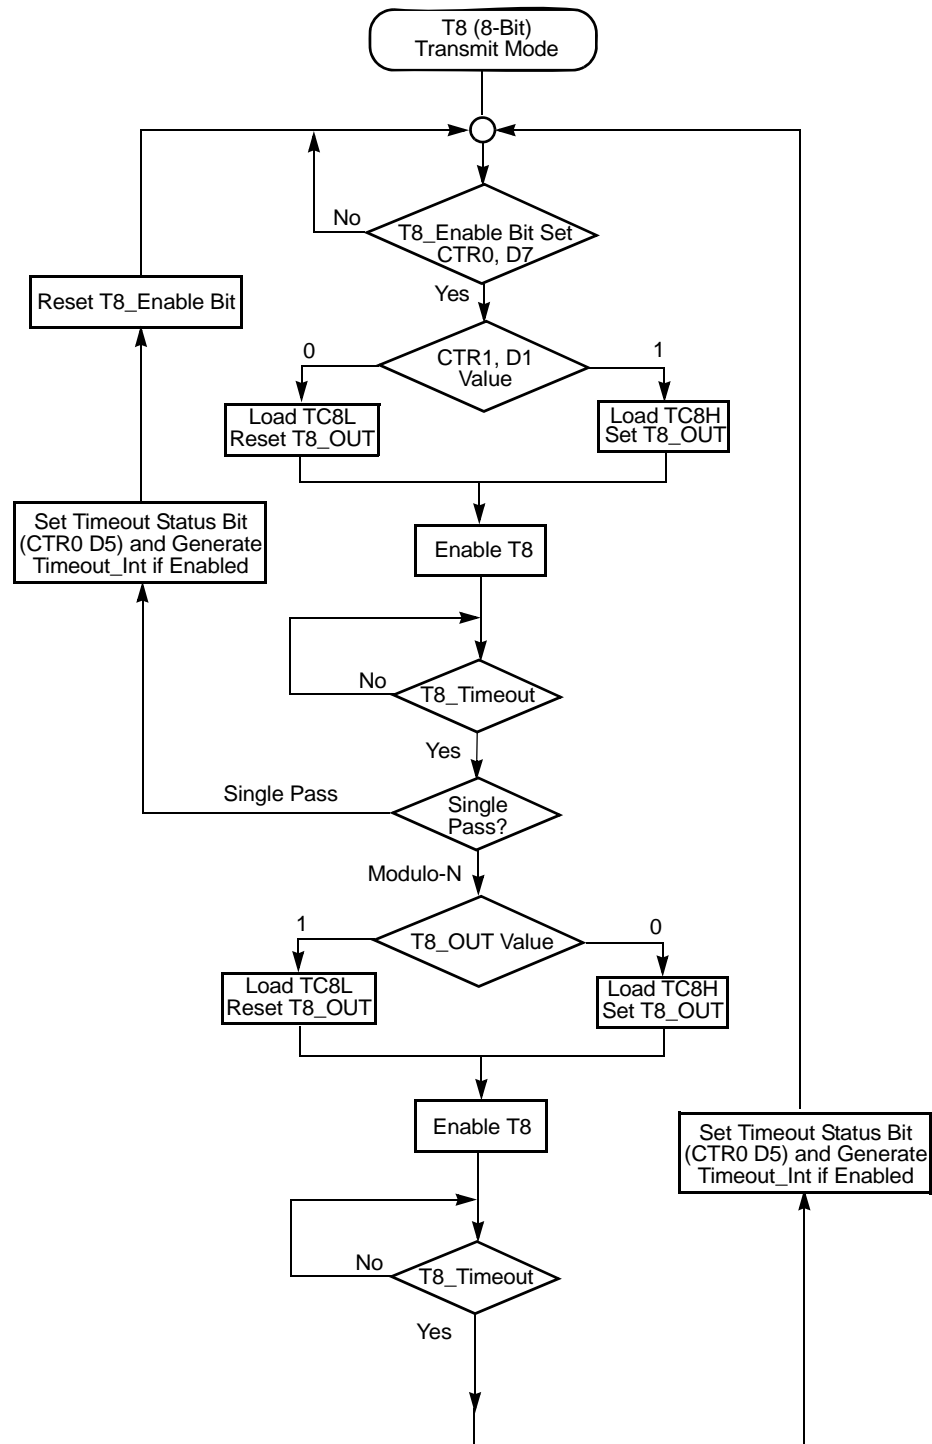 T8 (8-Bit)
Transmit Mode
No
T8_Enable Bit Set
CTR0, D7
Yes
Reset T8_Enable Bit
0
CTR1, D1
Value
1
Load TC8L
Reset T8_OUT
Load TC8H
Set T8_OUT
Set Timeout Status Bit
(CTR0 D5) and Generate
Timeout_Int if Enabled
Enable T8
No
T8_Timeout
Yes
Single Pass
Single
Pass?
Modulo-N
1
T8_OUT Value
0
Load TC8L
Reset T8_OUT
Load TC8H
Set T8_OUT
Enable T8
Set Timeout Status Bit
(CTR0 D5) and Generate
Timeout_Int if Enabled
No
T8_Timeout
Yes